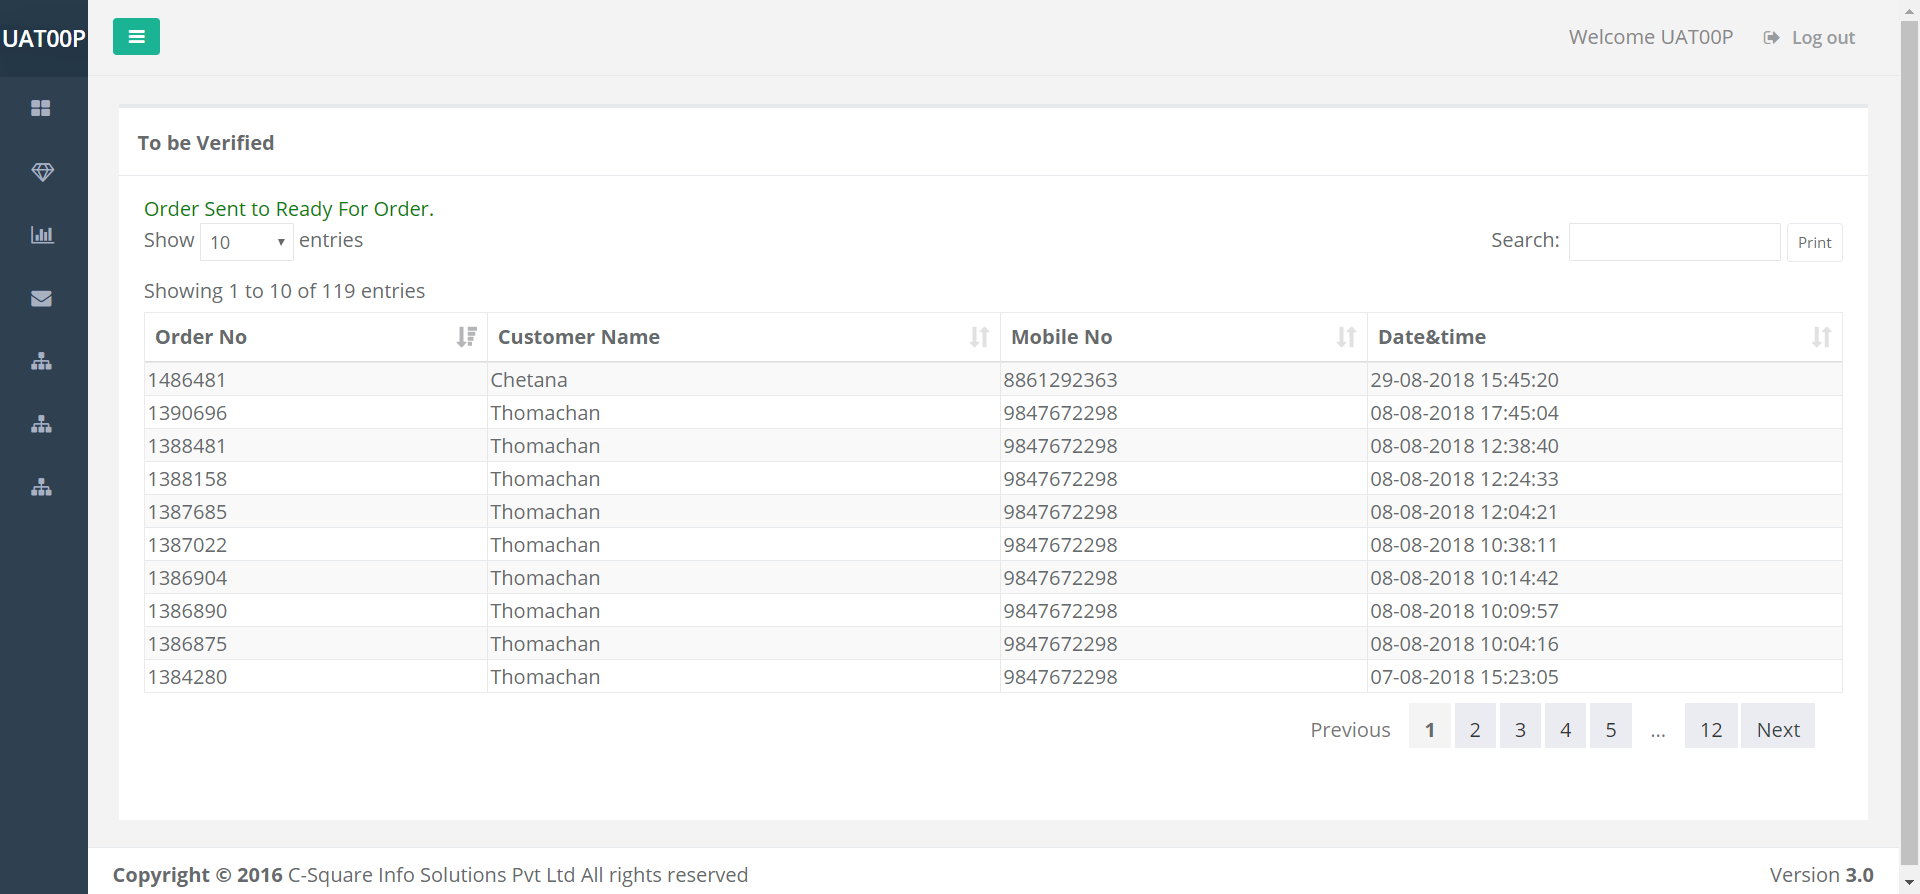 UAT00P
Welcome UAT00P Log out
To be Verified
Order Sent to Ready For Order.
Show 10 entries Search: Print
Showing 1 to 10 of 119 entries
Order No Customer Name Mobile No Date&time
1486481 Chetana 8861292363 29-08-2018 15:45:20
1390696 Thomachan 9847672298 08-08-2018 17:45:04
1388481 Thomachan 9847672298 08-08-2018 12:38:40
1388158 Thomachan 9847672298 08-08-2018 12:24:33
1387685 Thomachan 9847672298 08-08-2018 12:04:21
1387022 Thomachan 9847672298 08-08-2018 10:38:11
1386904 Thomachan 9847672298 08-08-2018 10:14:42
1386890 Thomachan 9847672298 08-08-2018 10:09:57
1386875 Thomachan 9847672298 08-08-2018 10:04:16
1384280 Thomachan 9847672298 07-08-2018 15:23:05
Previous 1 2 3 4 5 ... 12 Next
Copyright © 2016 C-Square Info Solutions Pvt Ltd All rights reserved Version 3.0